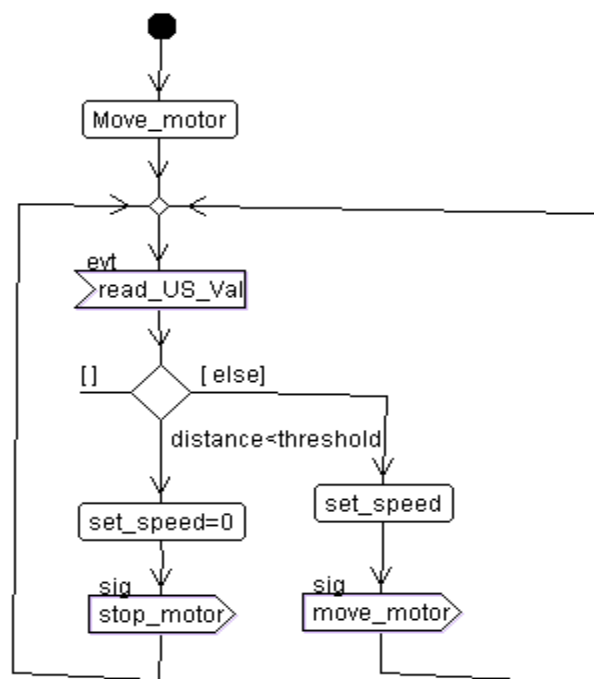 Move_motor
evt
read_US_Val
[ ]
[ else]
distance<threshold
set_speed=0
set_speed
sig
stop_motor
sig
move_motor